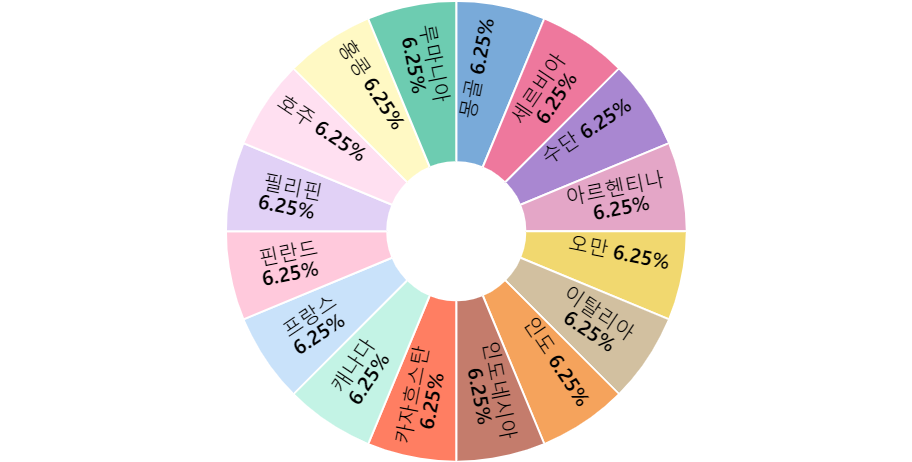 몽골 6.25%
세르비아
6.25%
수단 6.25%
아르헨티나
6.25%
오만 6.25%
이탈리아
6.25%
인도 6.25%
인도네시아
6.25%
카자흐스탄
6.25%
캐나다
6.25%
프랑스
6.25%
핀란드
6.25%
필리핀
6.25%
호주 6.25%
홍콩 6.25%
루마니아
6.25%